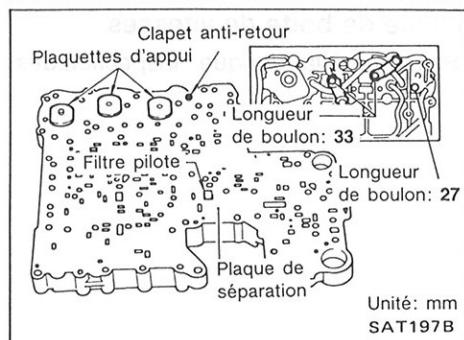 Clapet anti-retour
Plaquettes d'appui
Longueur
de boulon: 33
Filtre pilote
Longueur
de boulon: 27
Plaque de
séparation
Unité: mm
SAT197B